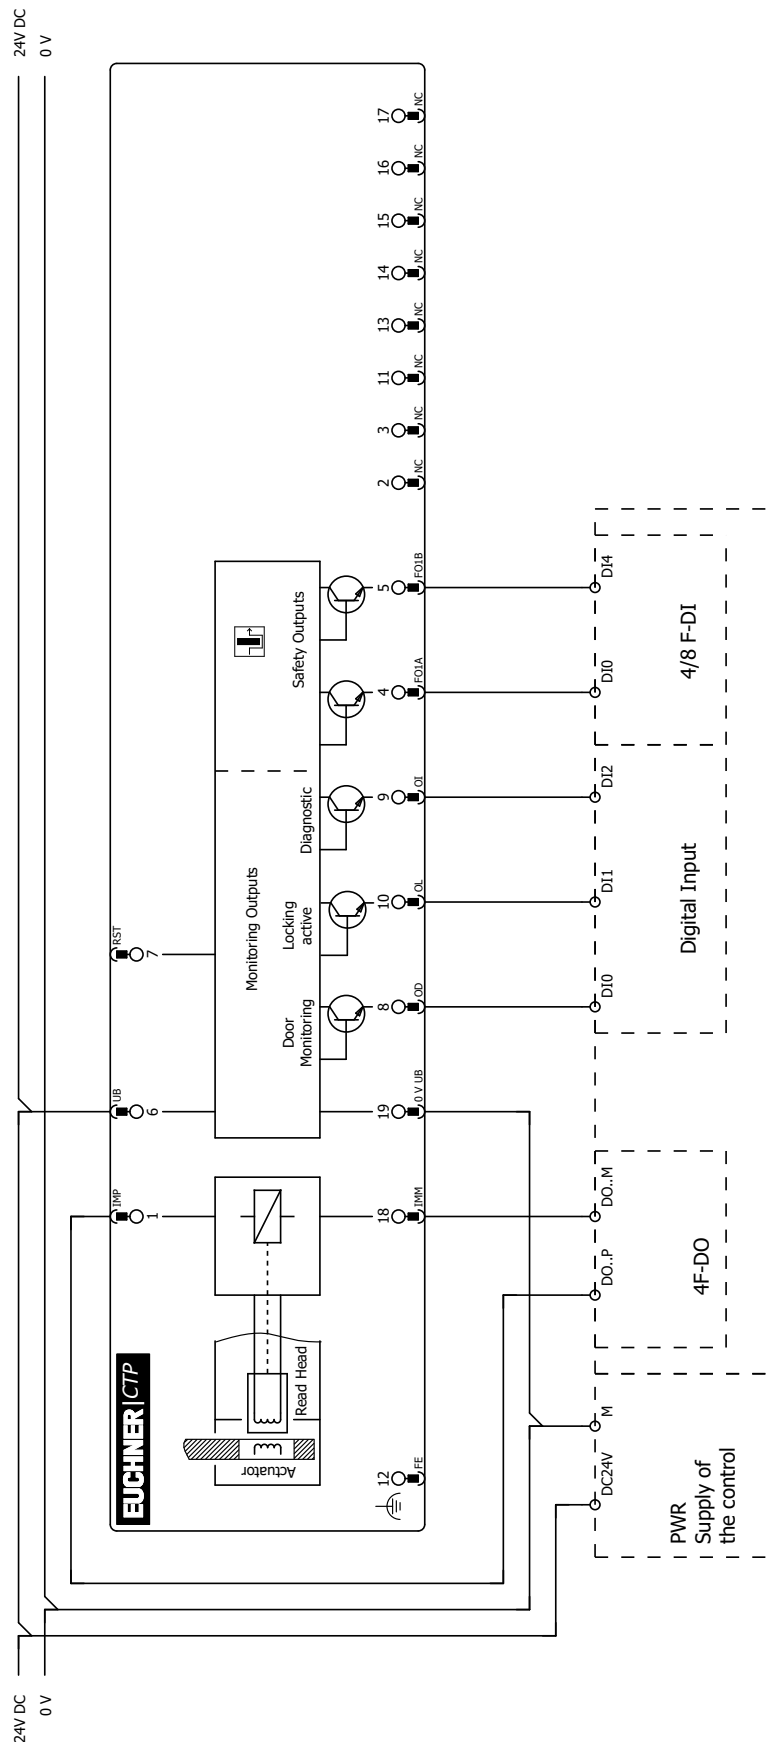 24V DC
0 V
17
NC
16
NC
15
NC
14
NC
13
NC
11
NC
3
NC
2
NC
5
FO1B
DI4
Safety Outputs
4
FO1A
DI0
4/8 F-DI
Diagnostic
9
OI
DI2
Monitoring Outputs
Locking
active
10
OL
DI1
Digital Input
RST
7
Door
Monitoring
8
OD
DI0
UB
6
19
0 V UB
IMP
1
18
IMM
DO..M
DO..P
4F-DO
EUCHNER|CTP
Read Head
Actuator
12
FE
M
DC24V
PWR
Supply of
the control
24V DC
0 V